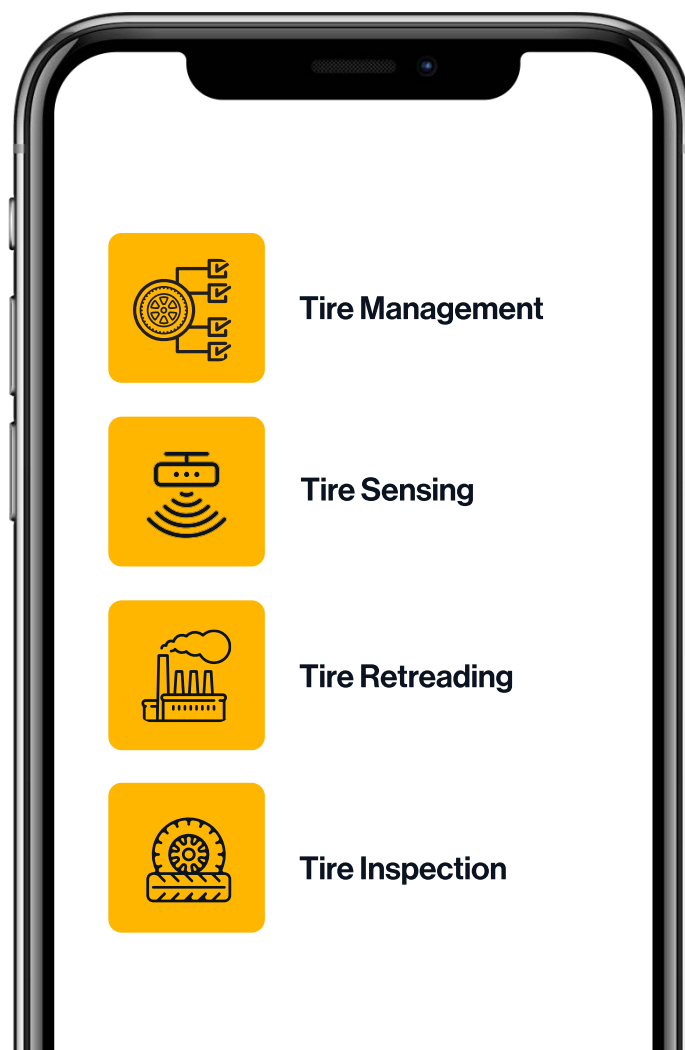 Tire Management
Tire Sensing
Tire Retreading
Tire Inspection